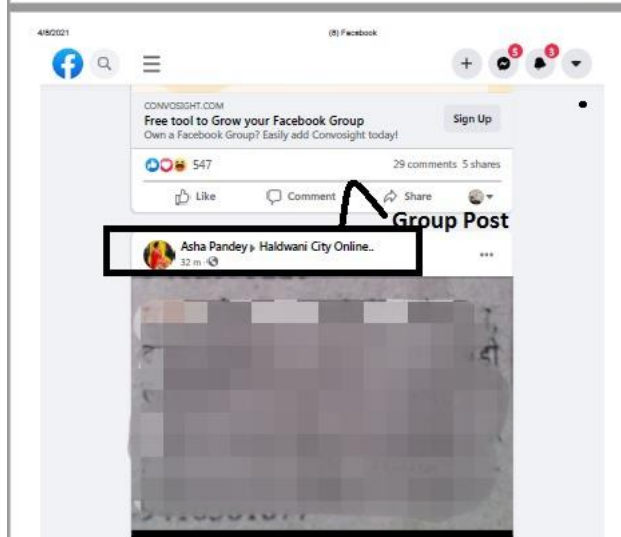 4/8/2021
(8) Facebook
5
3
CONVOSIGHT.COM
Free tool to Grow your Facebook Group
Own a Facebook Group? Easily add Convosight today!
Sign Up
547
29 comments 5 shares
Like
Comment
Share
Group Post
Asha Pandey ▸ Haldwani City Online..
32 m